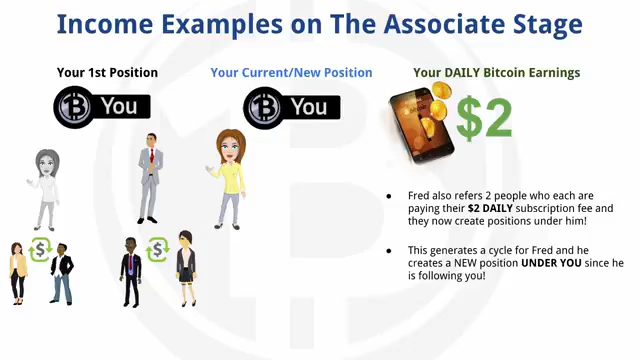 Income Examples on The Associate Stage
Your 1st Position
Your Current/New Position
Your DAILY Bitcoin Earnings
You
You
$2
$
$
● Fred also refers 2 people who each are
paying their $2 DAILY subscription fee and
they now create positions under him!
● This generates a cycle for Fred and he
creates a NEW position UNDER YOU since he
is following you!